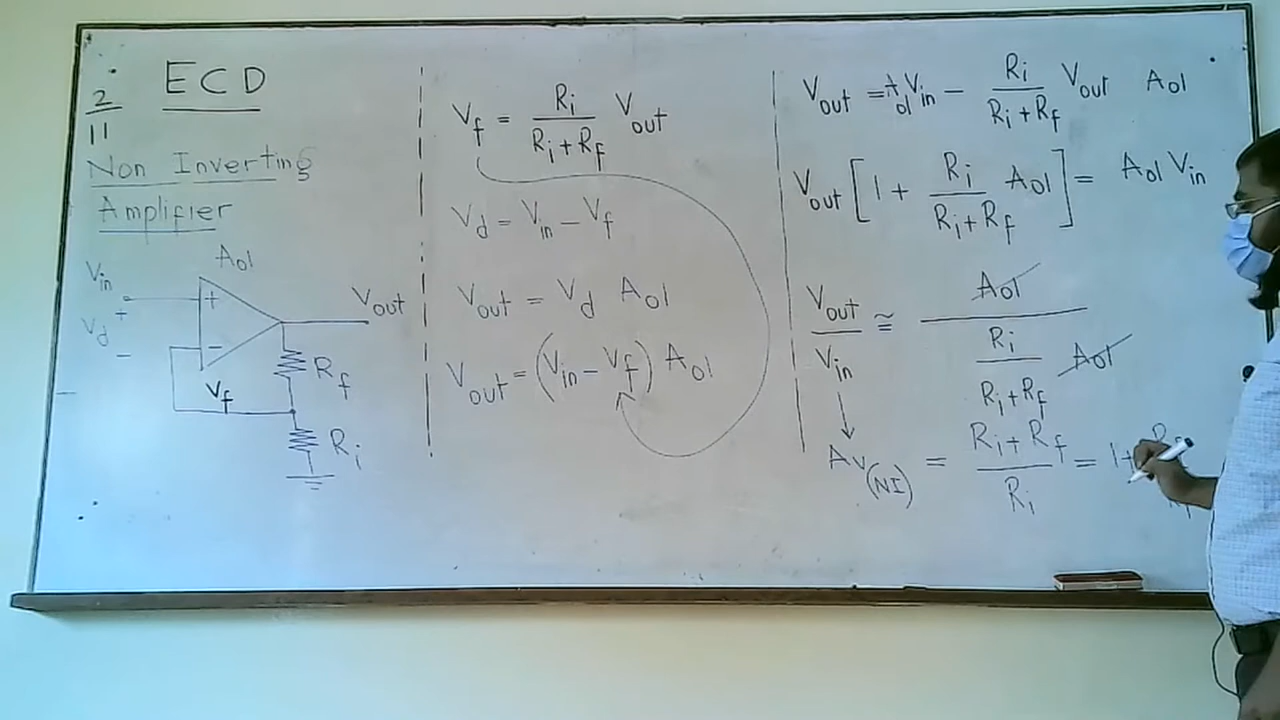 ECD
2/11
Non Inverting
Amplifier
Aol
Vin
+
Vout
+
Vd
−
−
Rf
Vf
Ri
Vf = Ri/(Ri+Rf) Vout
Vd = Vin − Vf
Vout = Vd Aol
Vout = (Vin − Vf) Aol
Vout = Aol Vin − Ri/(Ri+Rf) Vout Aol
Vout [1 + Ri/(Ri+Rf) Aol] = Aol Vin
Vout/Vin ≅ Aol/(Ri/(Ri+Rf) Aol)
Av(NI) = (Ri+Rf)/Ri = 1+